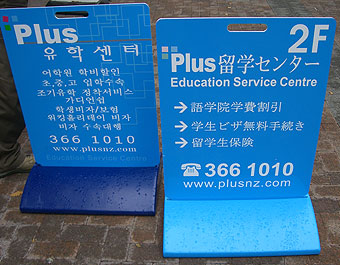 Plus
유학센터
어학원 학비할인
초,중,고 입학수속
조기유학 정착서비스
가디언업
학생비자/보험
워킹홀리데이 비자
비자 수속대행
366 1010
www.plusnz.com
Education Service Centre
2F
Plus留学センター
Education Service Centre
→語学院学費割引
→学生ビザ無料手続き
→留学生保険
☎366 1010
www.plusnz.com